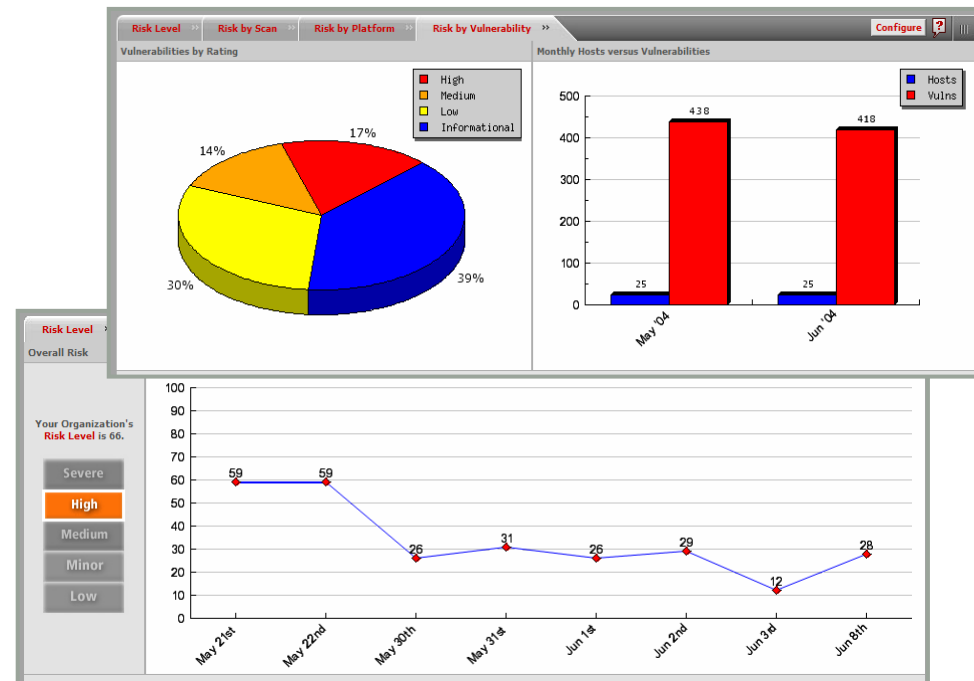 Risk Level »
Risk by Scan »
Risk by Platform »
Risk by Vulnerability »
Configure
?
Vulnerabilities by Rating
High
Medium
Low
Informational
17%
14%
30%
39%
Monthly Hosts versus Vulnerabilities
Hosts
Vulns
500
400
300
200
100
0
438
418
25
25
May '04
Jun '04
Risk Level
Overall Risk
Your Organization's
Risk Level is 66.
Severe
High
Medium
Minor
Low
100
90
80
70
60
50
40
30
20
10
0
59
59
26
31
26
29
12
28
May 21st
May 22nd
May 30th
May 31st
Jun 1st
Jun 2nd
Jun 3rd
Jun 8th